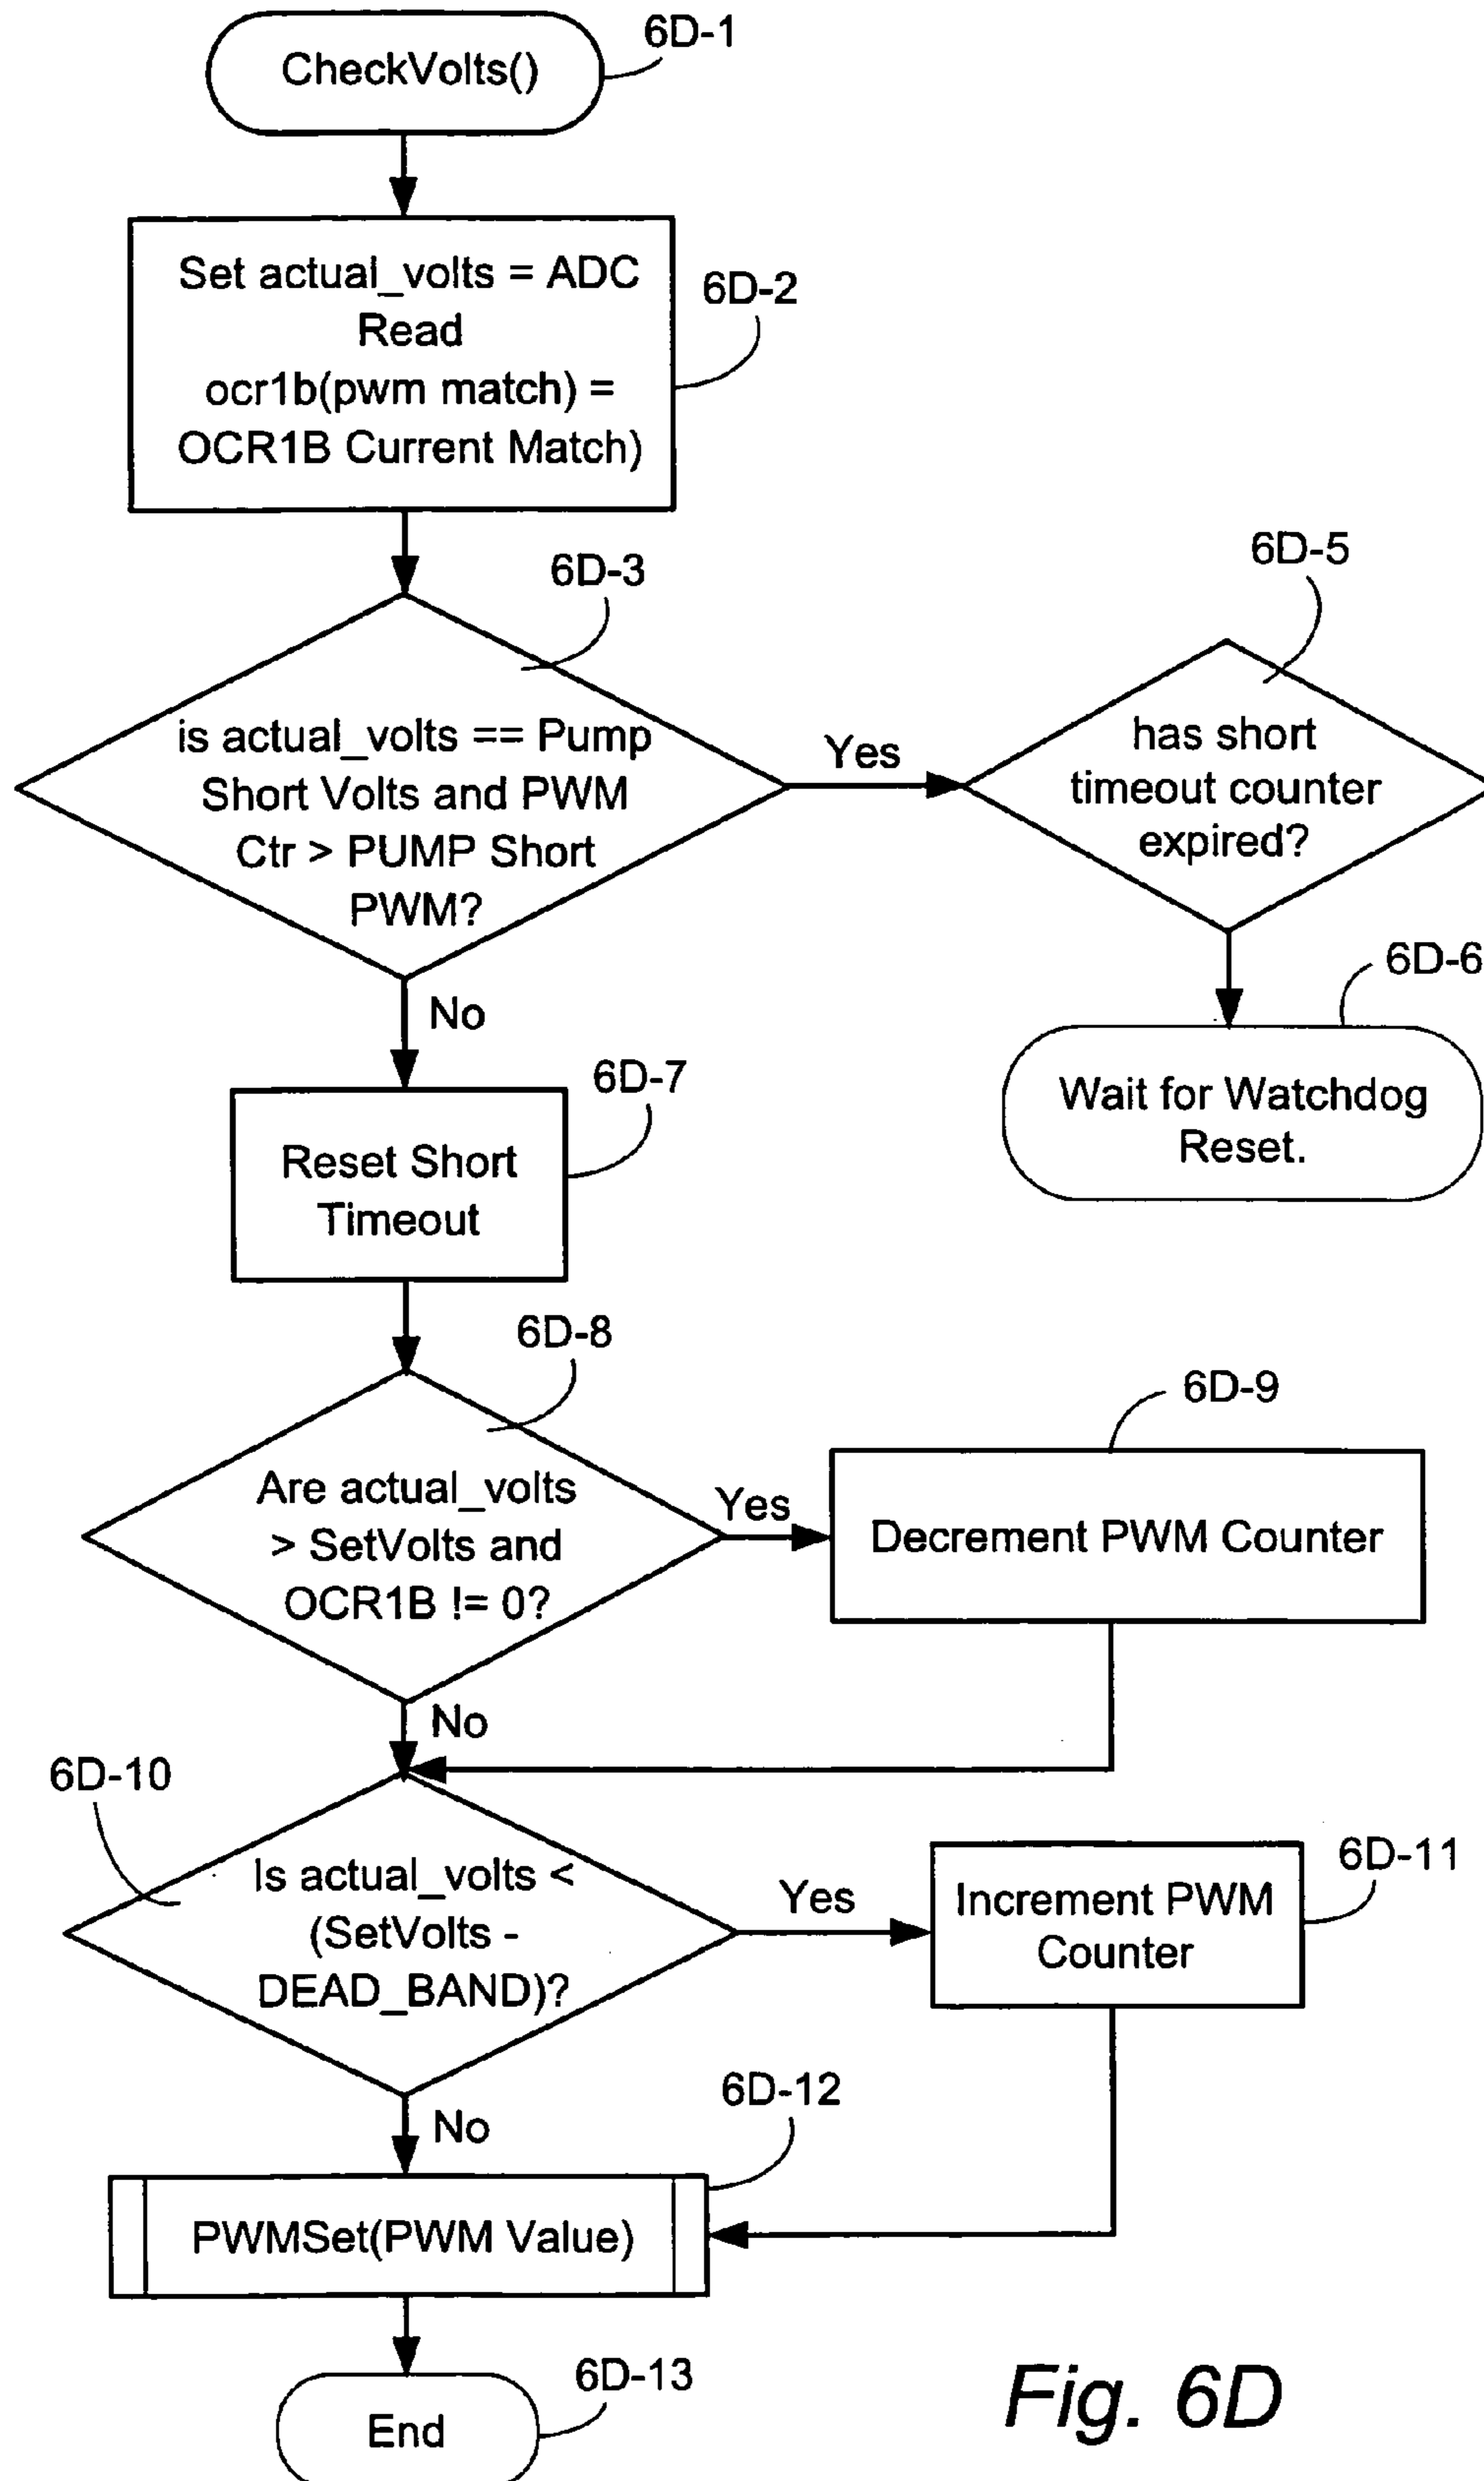 CheckVolts()
6D-1
Set actual_volts = ADC
Read
ocr1b(pwm match) =
OCR1B Current Match)
6D-2
6D-3
is actual_volts == Pump
Short Volts and PWM
Ctr > PUMP Short
PWM?
Yes
6D-5
has short
timeout counter
expired?
No
6D-6
Wait for Watchdog
Reset.
6D-7
Reset Short
Timeout
6D-8
Are actual_volts
> SetVolts and
OCR1B != 0?
Yes
6D-9
Decrement PWM Counter
No
6D-10
Is actual_volts <
(SetVolts -
DEAD_BAND)?
Yes
6D-11
Increment PWM
Counter
No
6D-12
PWMSet(PWM Value)
6D-13
End
Fig. 6D